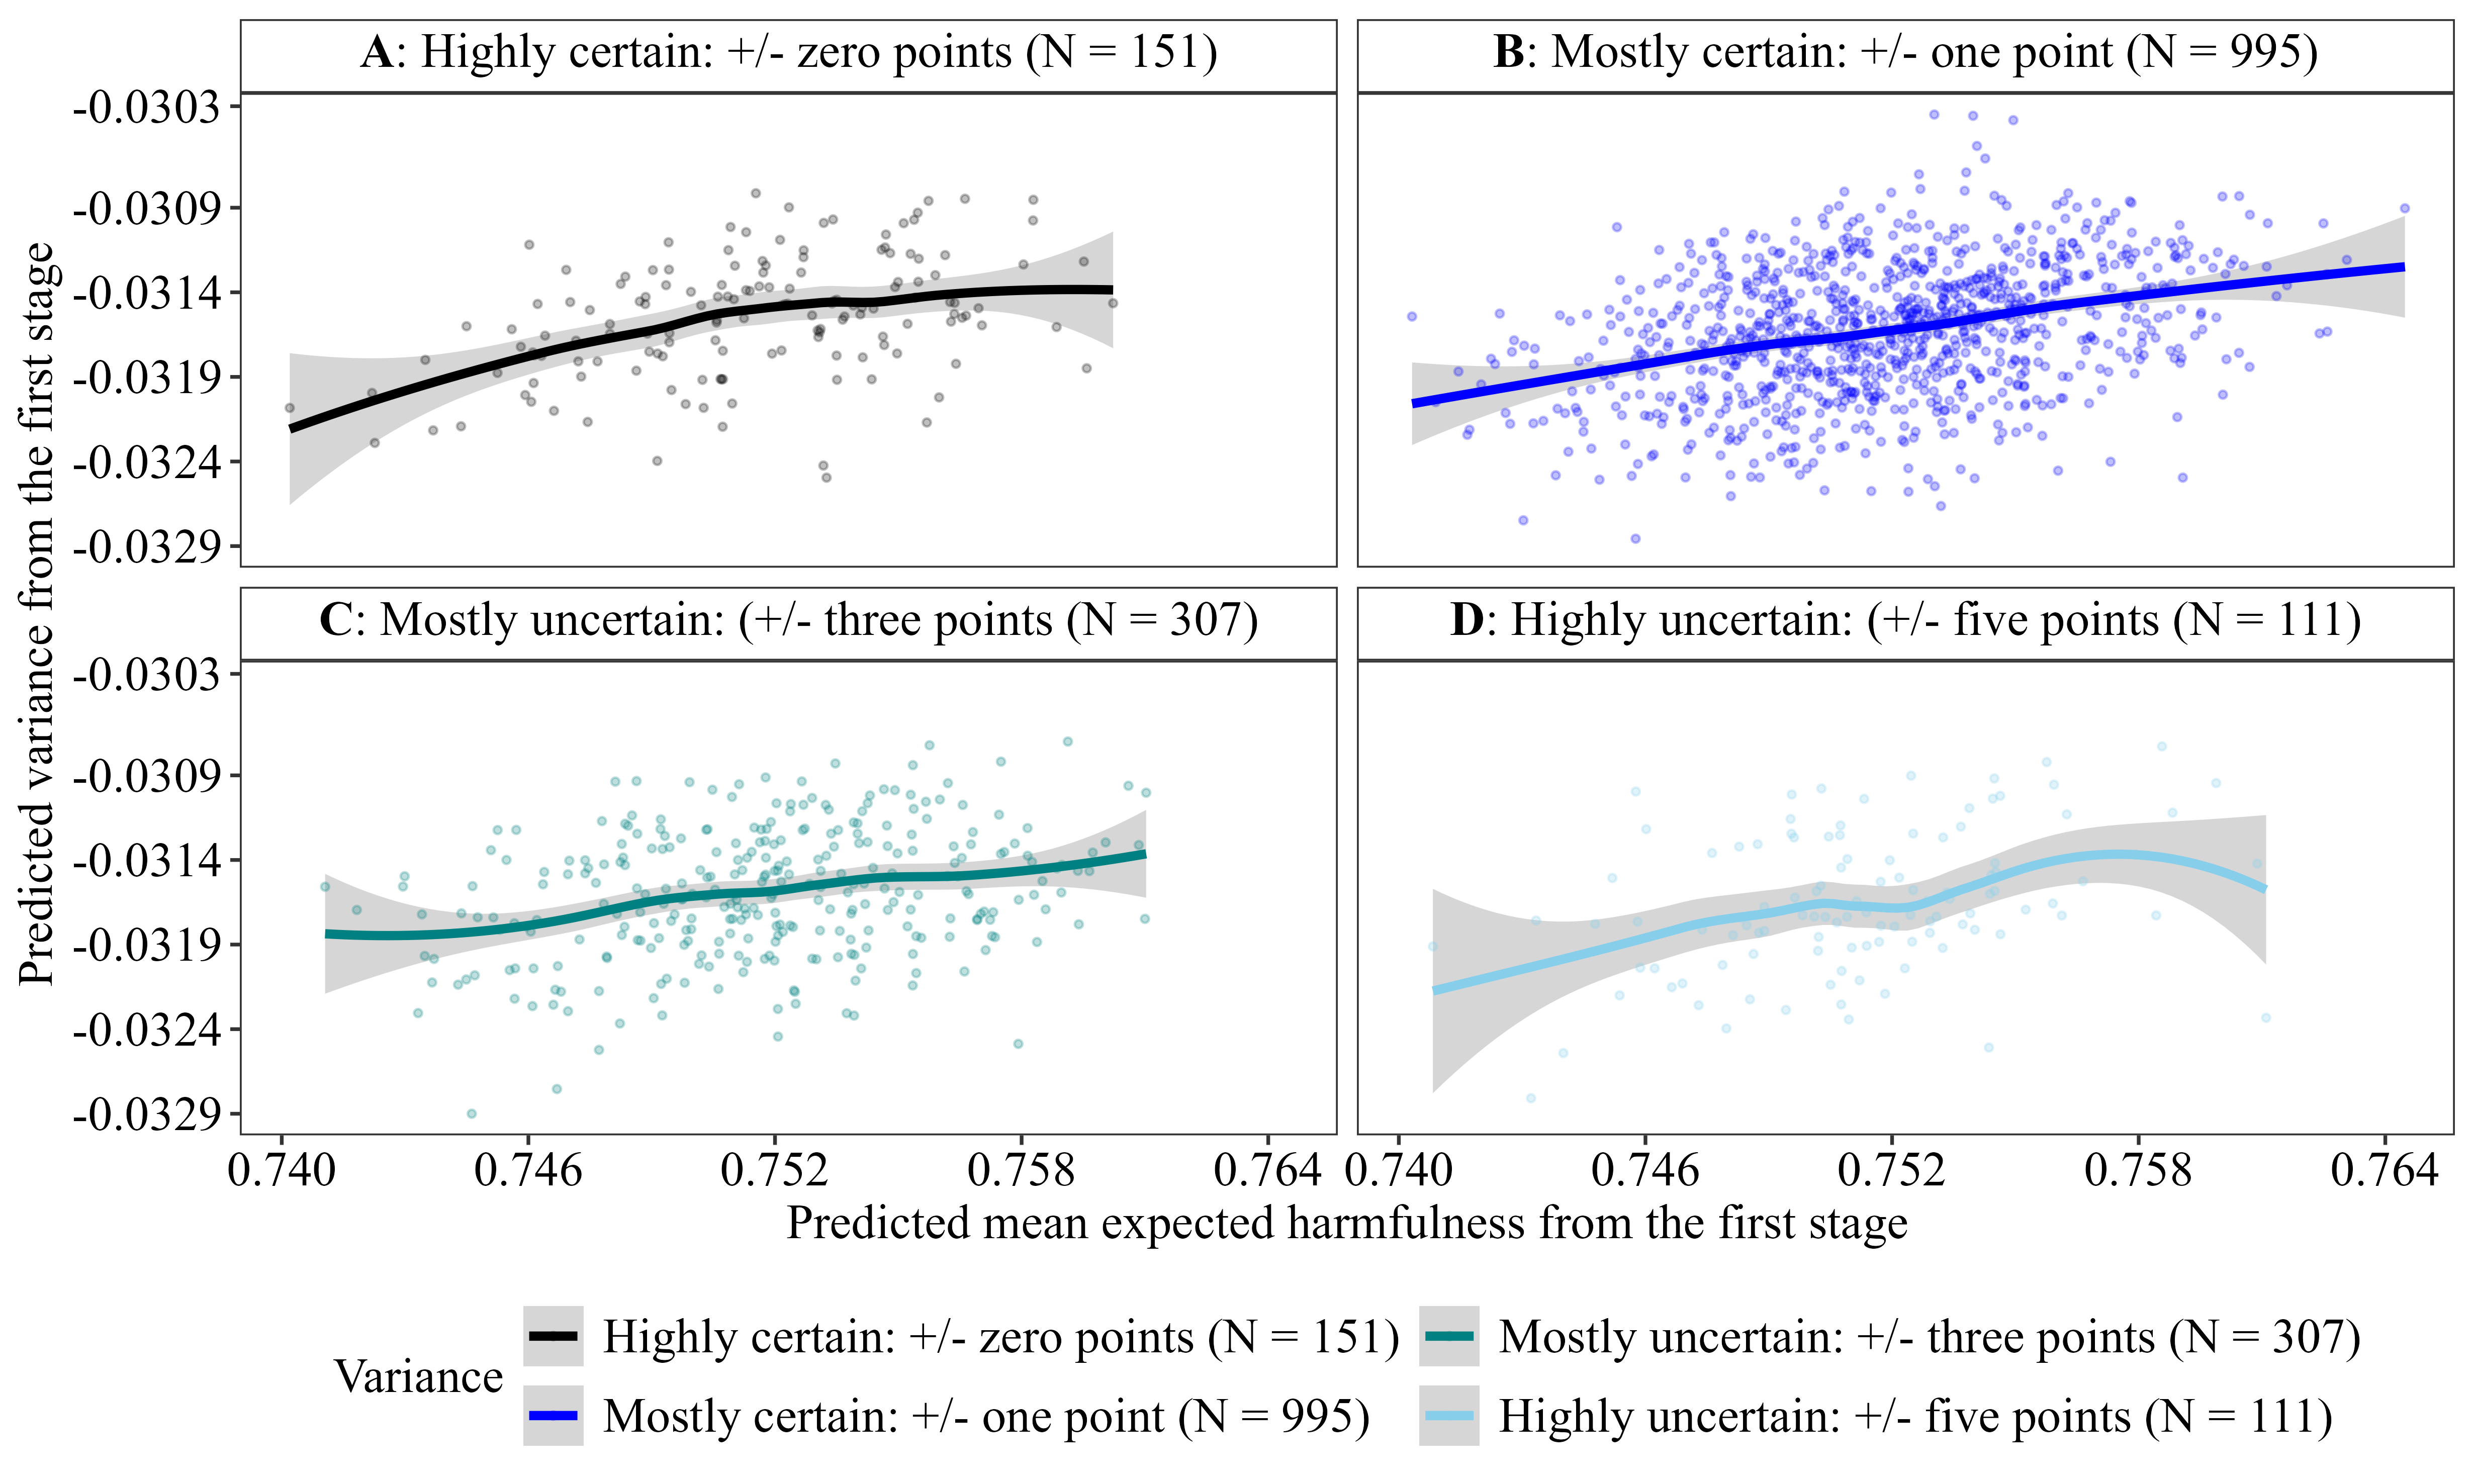 A: Highly certain: +/- zero points (N = 151)
B: Mostly certain: +/- one point (N = 995)
-0.0303
-0.0309
-0.0314
-0.0319
-0.0324
-0.0329
C: Mostly uncertain: (+/- three points (N = 307)
D: Highly uncertain: (+/- five points (N = 111)
-0.0303
-0.0309
-0.0314
-0.0319
-0.0324
-0.0329
Predicted variance from the first stage
0.740 0.746 0.752 0.758 0.764 0.740 0.746 0.752 0.758 0.764
Predicted mean expected harmfulness from the first stage
Variance
Highly certain: +/- zero points (N = 151)
Mostly certain: +/- one point (N = 995)
Mostly uncertain: +/- three points (N = 307)
Highly uncertain: +/- five points (N = 111)